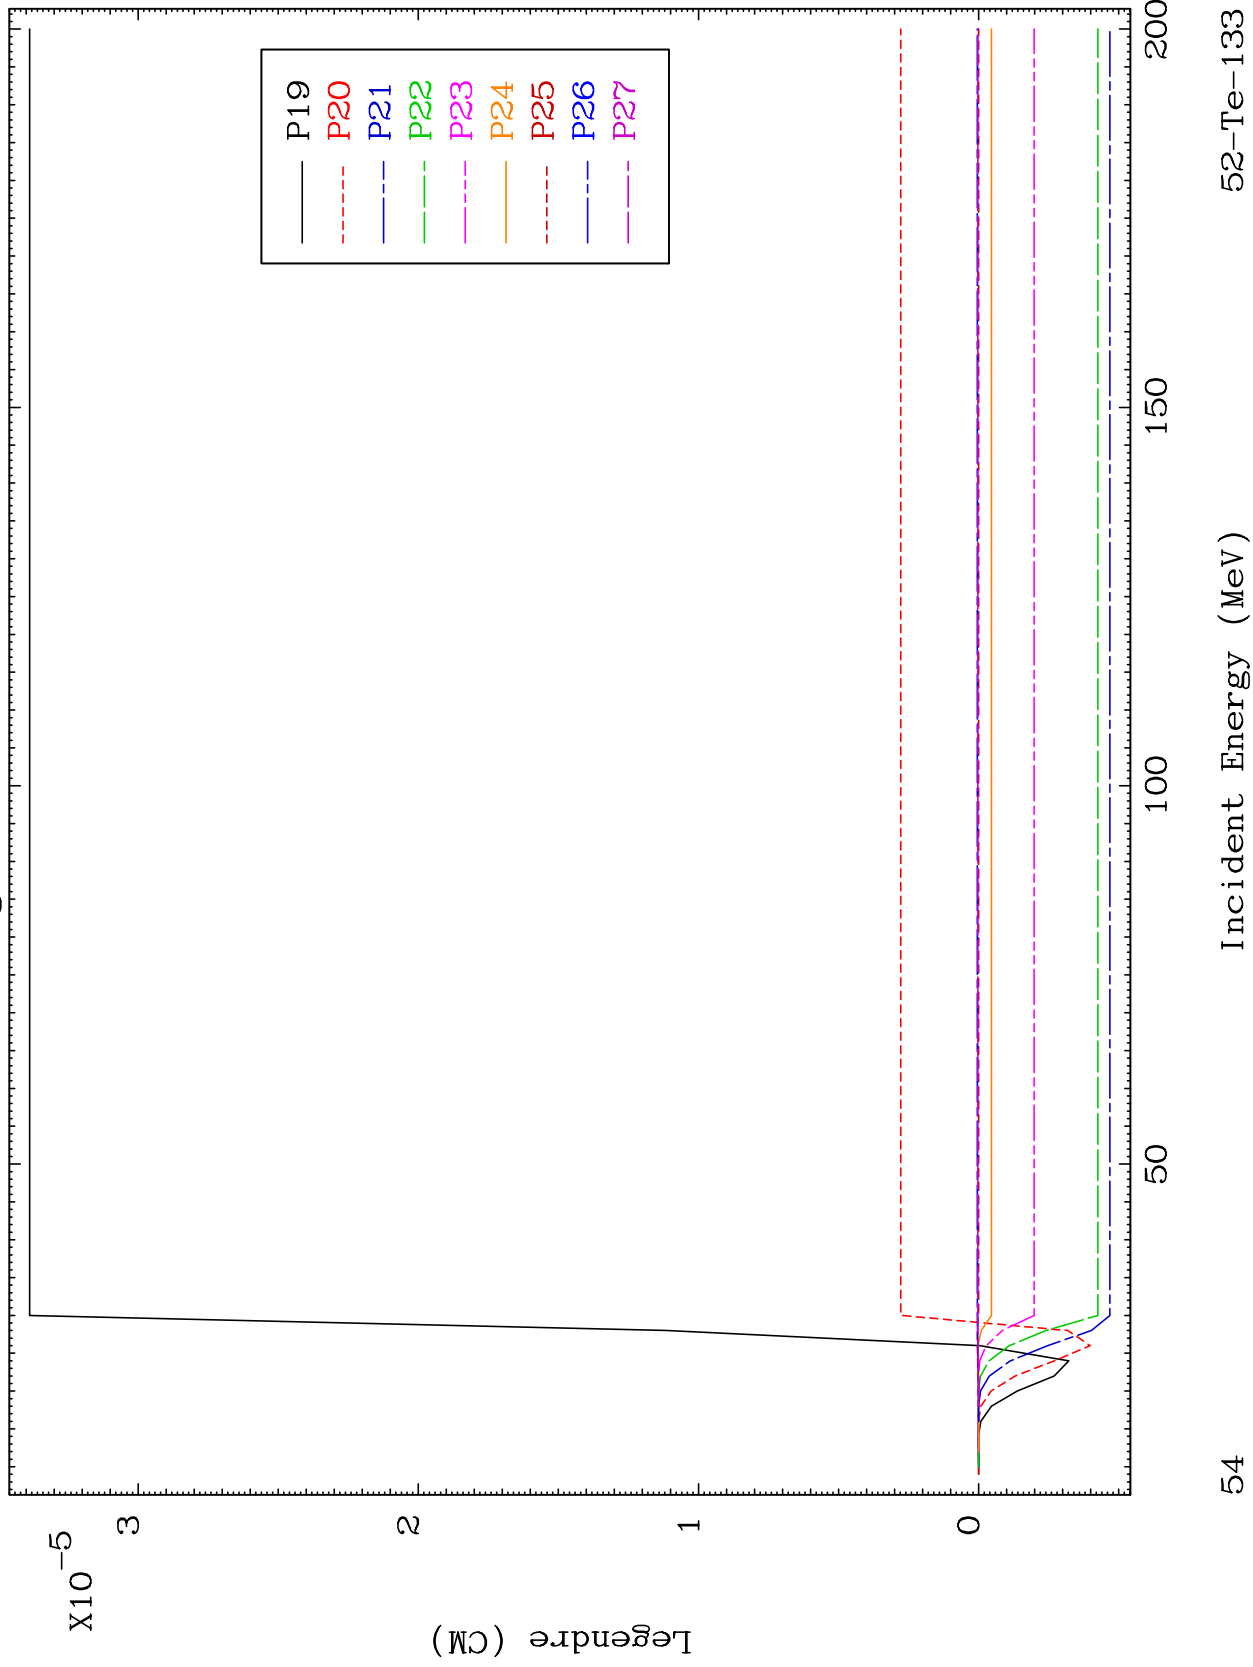 X10-5
3
2
1
0
Legendre (CM)
P19
P20
P21
P22
P23
P24
P25
P26
P27
50
100
150
200
54
Incident Energy (MeV)
52-Te-133